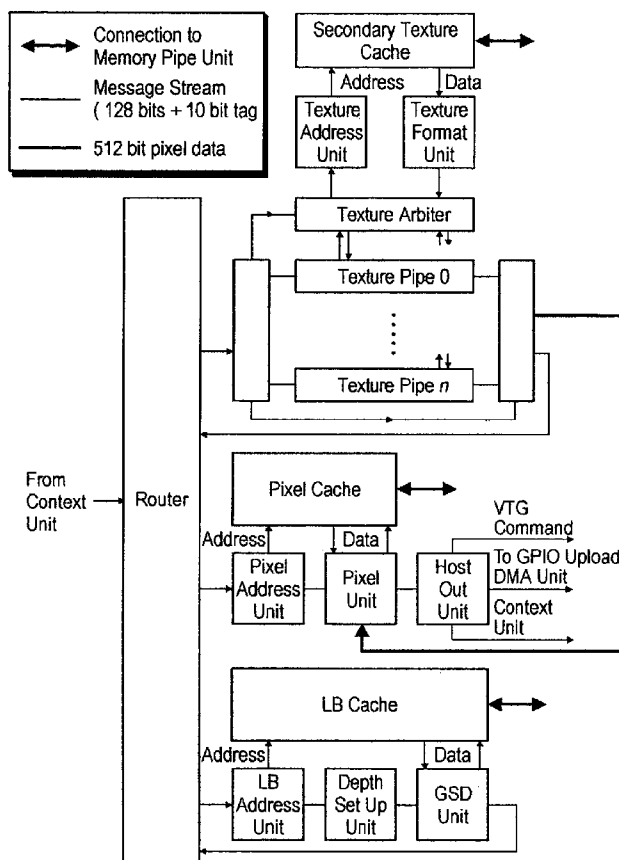 Connection to
Memory Pipe Unit
Message Stream
( 128 bits + 10 bit tag
512 bit pixel data
Secondary Texture
Cache
Address
Data
Texture
Address
Unit
Texture
Format
Unit
Texture Arbiter
Texture Pipe 0
Texture Pipe n
From
Context
Unit
Router
Pixel Cache
Address
Data
Pixel
Address
Unit
Pixel
Unit
Host
Out
Unit
VTG
Command
To GPIO Upload
DMA Unit
Context
Unit
LB Cache
Address
Data
LB
Address
Unit
Depth
Set Up
Unit
GSD
Unit